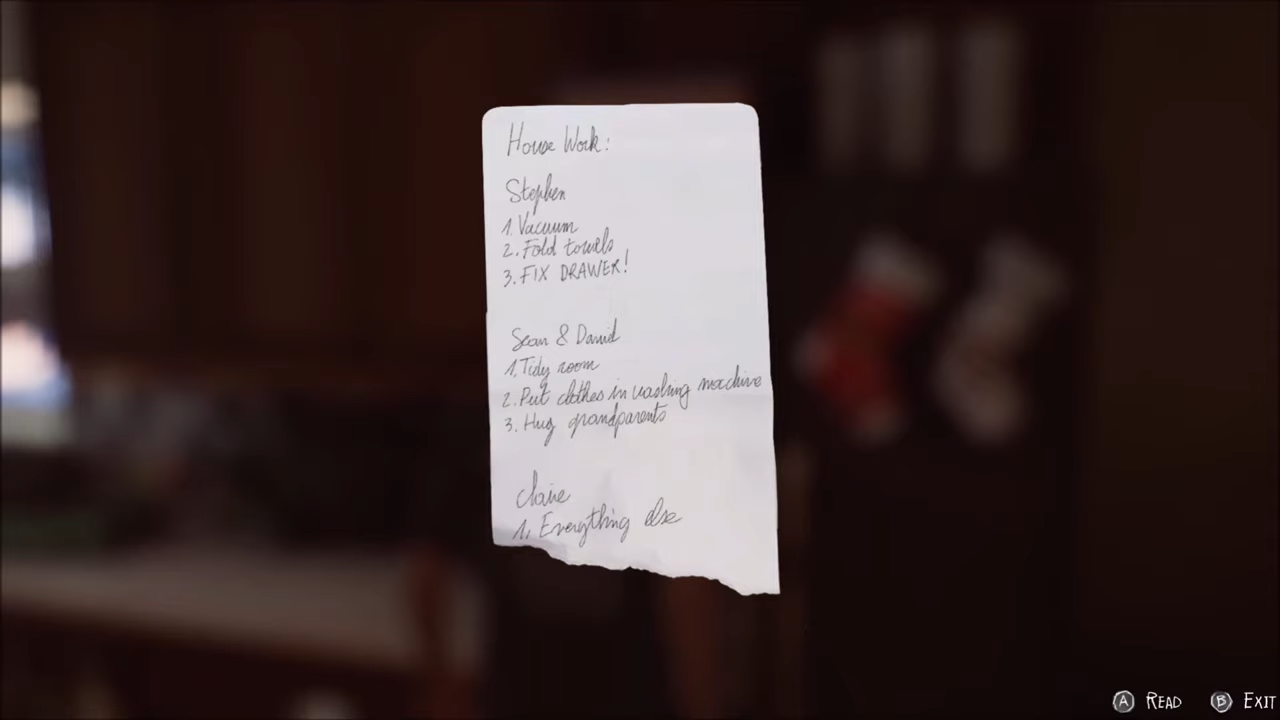 House Work:
Stephen
1. Vacuum
2. Fold towels
3. FIX DRAWER!
Sean & David
1. Tidy room
2. Put clothes in washing machine
3. Hug grandparents
Claire
1. Everything else
A READ B EXIT